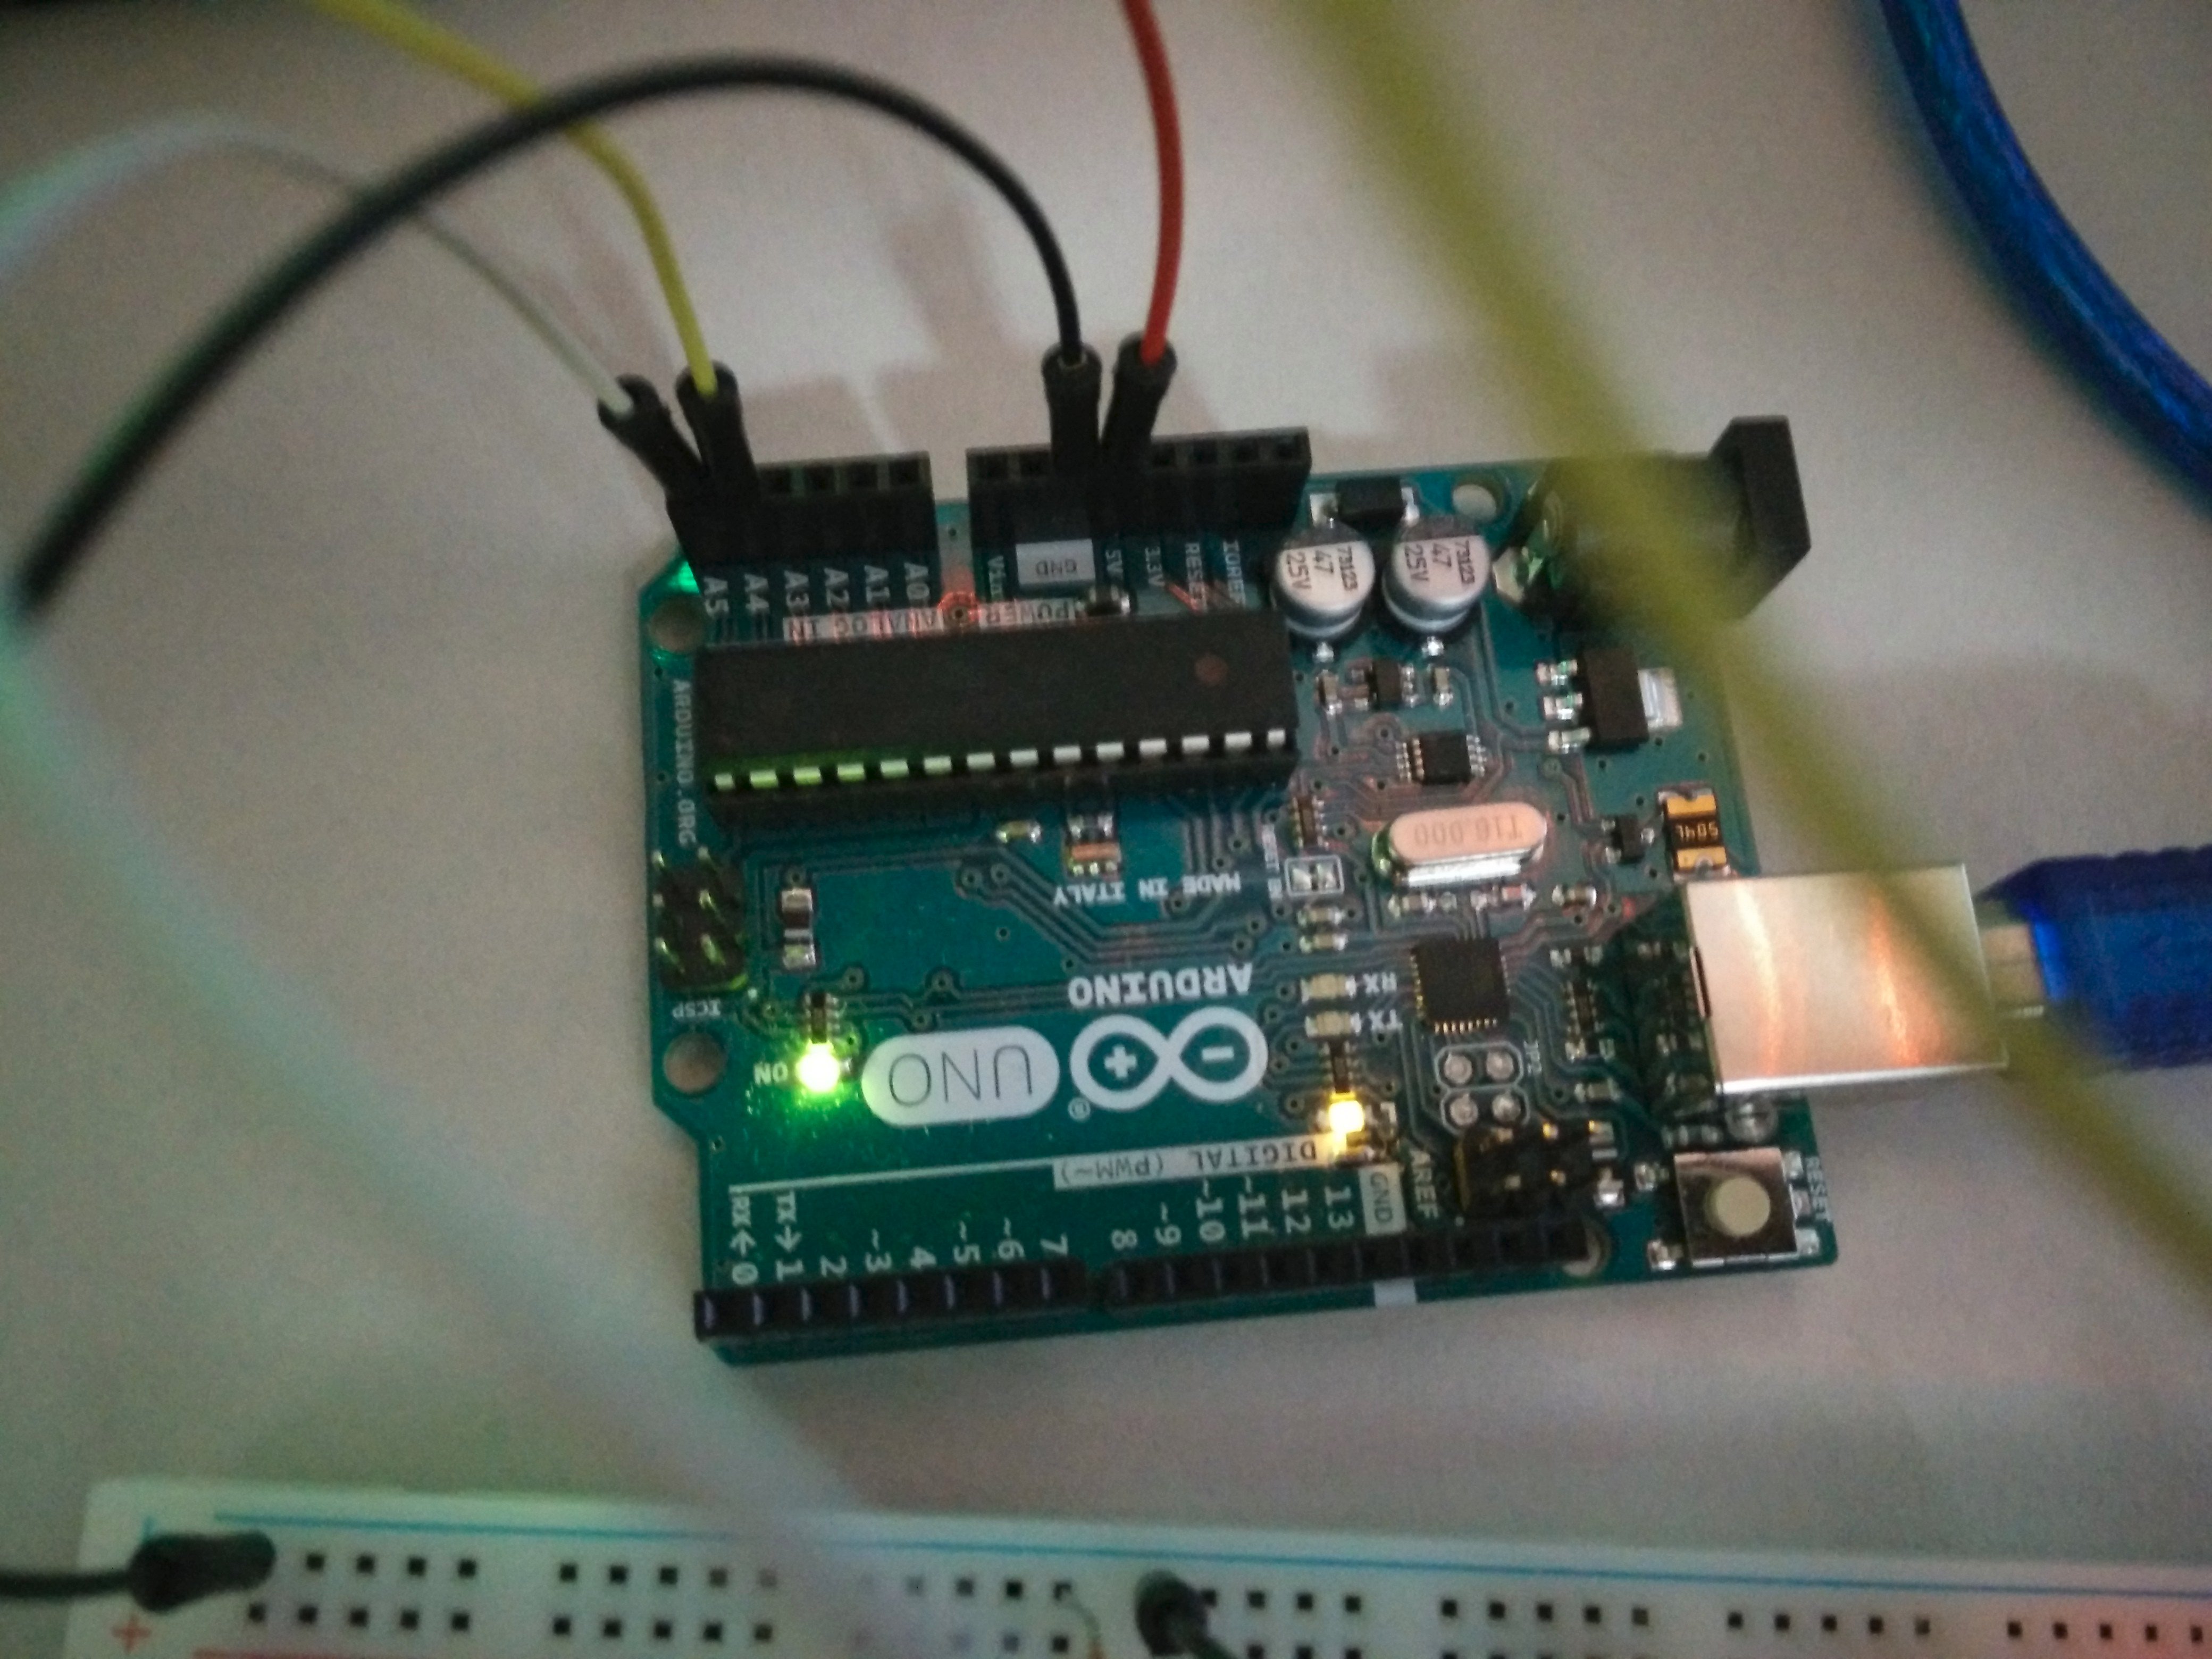 IOREF
RESET
3.3V
5V
GND
Vin
A0
A1
A2
A3
A4
A5
POWER
ANALOG IN
73123
47
25V
73123
47
25V
ARDUINO.ORG
T16.000
MADE IN ITALY
ICSP
ARDUINO
UNO
®
ON
RX
TX
DIGITAL (PWM~)
AREF
GND
13
12
~11
~10
~9
8
7
~6
~5
4
~3
2
TX→1
RX←0
RESET
+